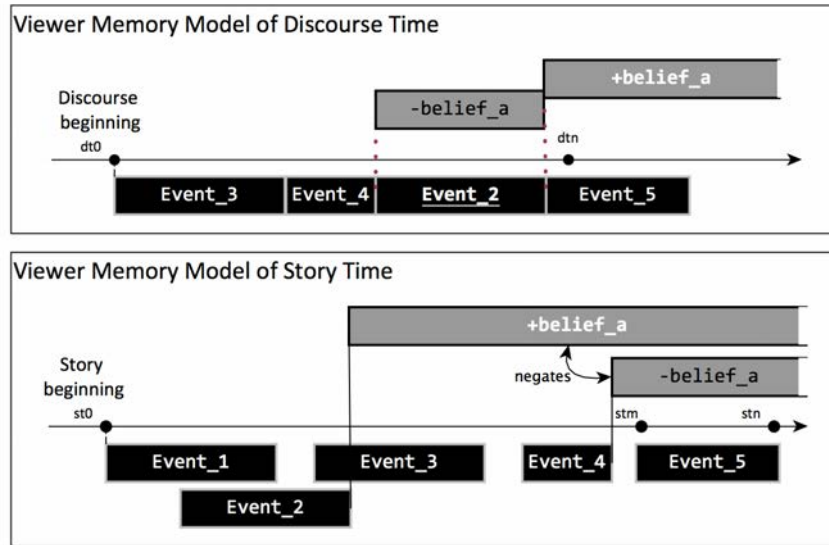 Viewer Memory Model of Discourse Time
+belief_a
Discourse
beginning
-belief_a
dt0
dtn
Event_3
Event_4
Event_2
Event_5
Viewer Memory Model of Story Time
+belief_a
Story
beginning
negates
-belief_a
st0
stm
stn
Event_1
Event_3
Event_4
Event_5
Event_2